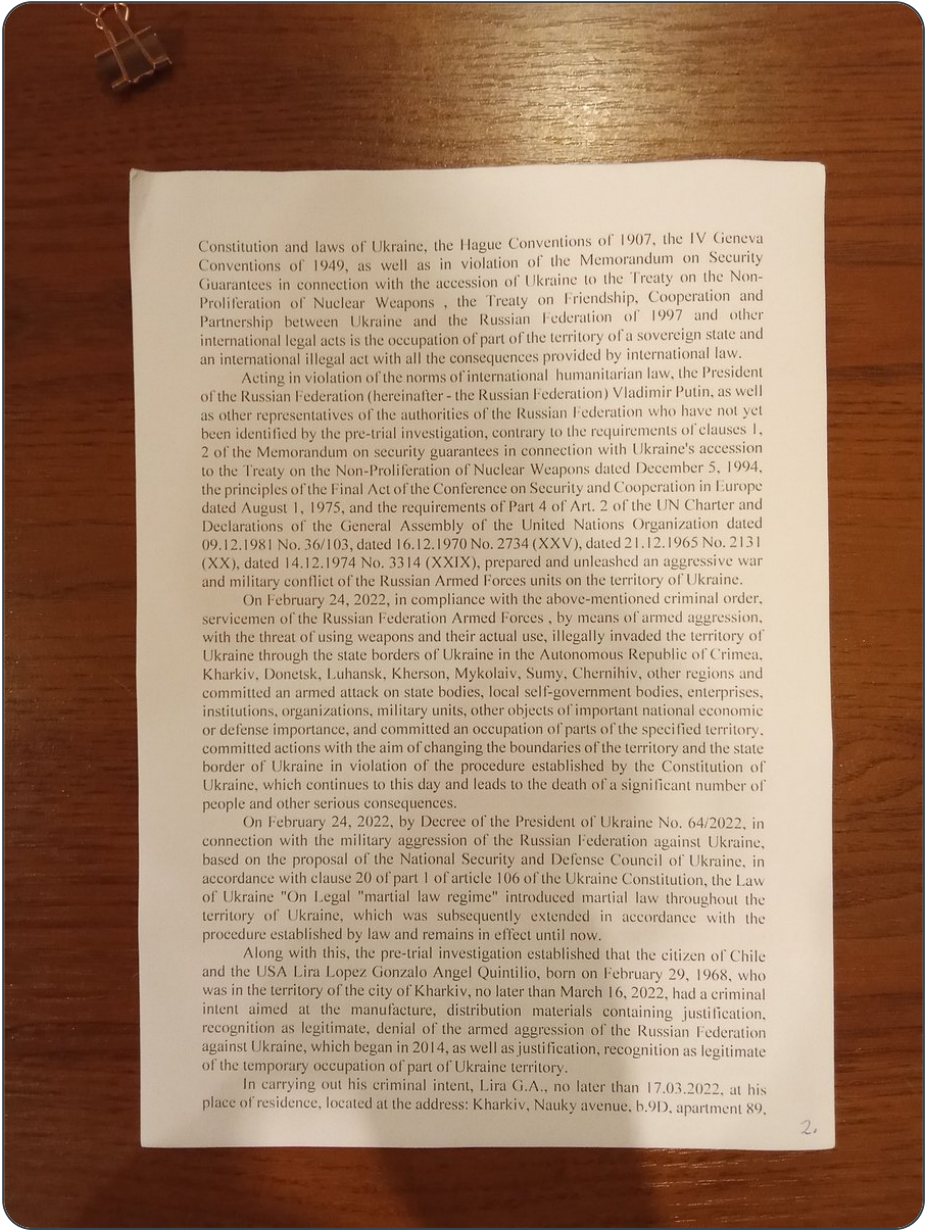 Constitution and laws of Ukraine, the Hague Conventions of 1907, the IV Geneva
Conventions of 1949, as well as in violation of the Memorandum on Security
Guarantees in connection with the accession of Ukraine to the Treaty on the Non-
Proliferation of Nuclear Weapons , the Treaty on Friendship, Cooperation and
Partnership between Ukraine and the Russian Federation of 1997 and other
international legal acts is the occupation of part of the territory of a sovereign state and
an international illegal act with all the consequences provided by international law.
Acting in violation of the norms of international humanitarian law, the President
of the Russian Federation (hereinafter - the Russian Federation) Vladimir Putin, as well
as other representatives of the authorities of the Russian Federation who have not yet
been identified by the pre-trial investigation, contrary to the requirements of clauses 1,
2 of the Memorandum on security guarantees in connection with Ukraine's accession
to the Treaty on the Non-Proliferation of Nuclear Weapons dated December 5, 1994,
the principles of the Final Act of the Conference on Security and Cooperation in Europe
dated August 1, 1975, and the requirements of Part 4 of Art. 2 of the UN Charter and
Declarations of the General Assembly of the United Nations Organization dated
09.12.1981 No. 36/103, dated 16.12.1970 No. 2734 (XXV), dated 21.12.1965 No. 2131
(XX), dated 14.12.1974 No. 3314 (XXIX), prepared and unleashed an aggressive war
and military conflict of the Russian Armed Forces units on the territory of Ukraine.
On February 24, 2022, in compliance with the above-mentioned criminal order,
servicemen of the Russian Federation Armed Forces , by means of armed aggression,
with the threat of using weapons and their actual use, illegally invaded the territory of
Ukraine through the state borders of Ukraine in the Autonomous Republic of Crimea,
Kharkiv, Donetsk, Luhansk, Kherson, Mykolaiv, Sumy, Chernihiv, other regions and
committed an armed attack on state bodies, local self-government bodies, enterprises,
institutions, organizations, military units, other objects of important national economic
or defense importance, and committed an occupation of parts of the specified territory,
committed actions with the aim of changing the boundaries of the territory and the state
border of Ukraine in violation of the procedure established by the Constitution of
Ukraine, which continues to this day and leads to the death of a significant number of
people and other serious consequences.
On February 24, 2022, by Decree of the President of Ukraine No. 64/2022, in
connection with the military aggression of the Russian Federation against Ukraine,
based on the proposal of the National Security and Defense Council of Ukraine, in
accordance with clause 20 of part 1 of article 106 of the Ukraine Constitution, the Law
of Ukraine "On Legal "martial law regime" introduced martial law throughout the
territory of Ukraine, which was subsequently extended in accordance with the
procedure established by law and remains in effect until now.
Along with this, the pre-trial investigation established that the citizen of Chile
and the USA Lira Lopez Gonzalo Angel Quintilio, born on February 29, 1968, who
was in the territory of the city of Kharkiv, no later than March 16, 2022, had a criminal
intent aimed at the manufacture, distribution materials containing justification,
recognition as legitimate, denial of the armed aggression of the Russian Federation
against Ukraine, which began in 2014, as well as justification, recognition as legitimate
of the temporary occupation of part of Ukraine territory.
In carrying out his criminal intent, Lira G.A., no later than 17.03.2022, at his
place of residence, located at the address: Kharkiv, Nauky avenue, b.9D, apartment 89,
2.